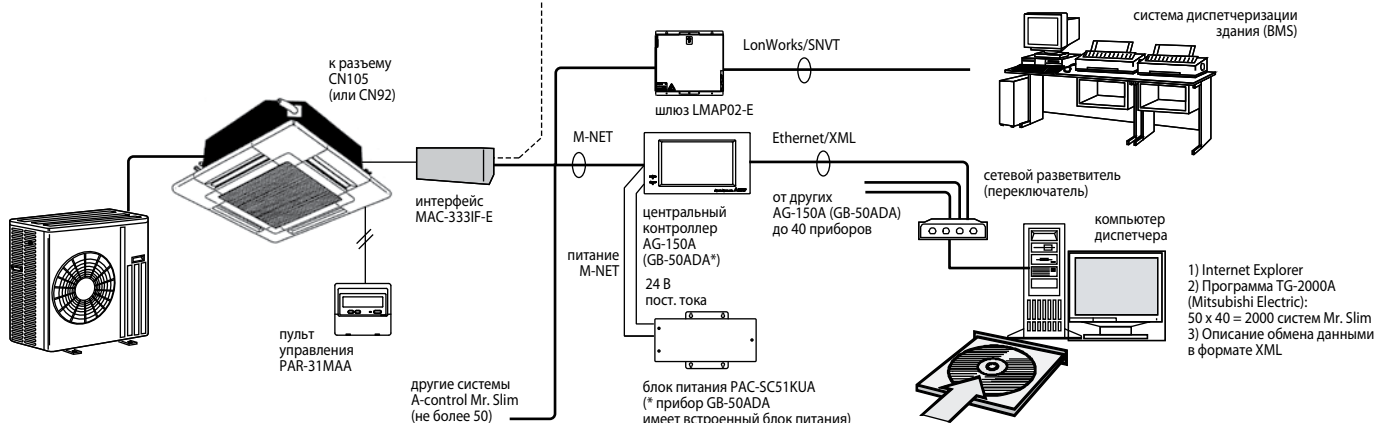 к разъему
CN105
(или CN92)
интерфейс
MAC-333IF-E
пульт
управления
PAR-31MAA
M-NET
LonWorks/SNVT
шлюз LMAP02-E
система диспетчеризации
здания (BMS)
Ethernet/XML
центральный
контроллер
AG-150A
(GB-50ADA*)
питание
M-NET
24 В
пост. тока
от других
AG-150A (GB-50ADA)
до 40 приборов
сетевой разветвитель
(переключатель)
компьютер
диспетчера
1) Internet Explorer
2) Программа TG-2000A
(Mitsubishi Electric):
50 x 40 = 2000 систем Mr. Slim
3) Описание обмена данными
в формате XML
другие системы
A-control Mr. Slim
(не более 50)
блок питания PAC-SC51KUA
(* прибор GB-50ADA
имеет встроенный блок питания)